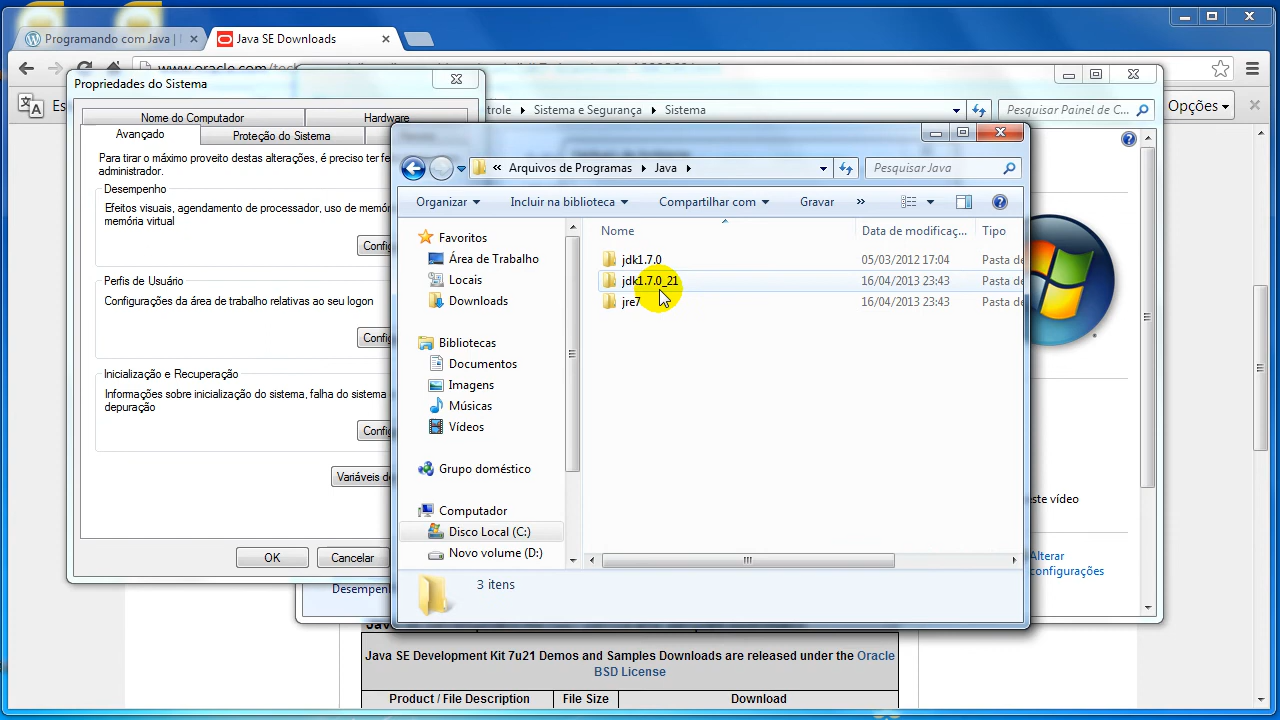 Programando com Java |
Java SE Downloads
www.oracle.com/tec
Es
Opções
Propriedades do Sistema
Nome do Computador
Hardware
Avançado
Proteção do Sistema
Para tirar o máximo proveito destas alterações, é preciso ter fe
administrador.
Desempenho
Efeitos visuais, agendamento de processador, uso de memó
memória virtual
Config
Perfis de Usuário
Configurações da área de trabalho relativas ao seu logon
Config
Inicialização e Recuperação
Informações sobre inicialização do sistema, falha do sistema
depuração
Config
Variáveis de
OK
Cancelar
role
Sistema e Segurança
Sistema
Pesquisar Painel de C...
Arquivos de Programas
Java
Pesquisar Java
Organizar
Incluir na biblioteca
Compartilhar com
Gravar
»
Favoritos
Área de Trabalho
Locais
Downloads
Bibliotecas
Documentos
Imagens
Músicas
Vídeos
Grupo doméstico
Computador
Disco Local (C:)
Novo volume (D:)
Nome
Data de modificaç...
Tipo
jdk1.7.0
05/03/2012 17:04
Pasta de
jdk1.7.0_21
16/04/2013 23:43
Pasta de
jre7
16/04/2013 23:43
Pasta de
3 itens
este vídeo
Alterar
configurações
Desempenh
Java SE Development Kit 7u21 Demos and Samples Downloads are released under the Oracle
BSD License
Product / File Description
File Size
Download